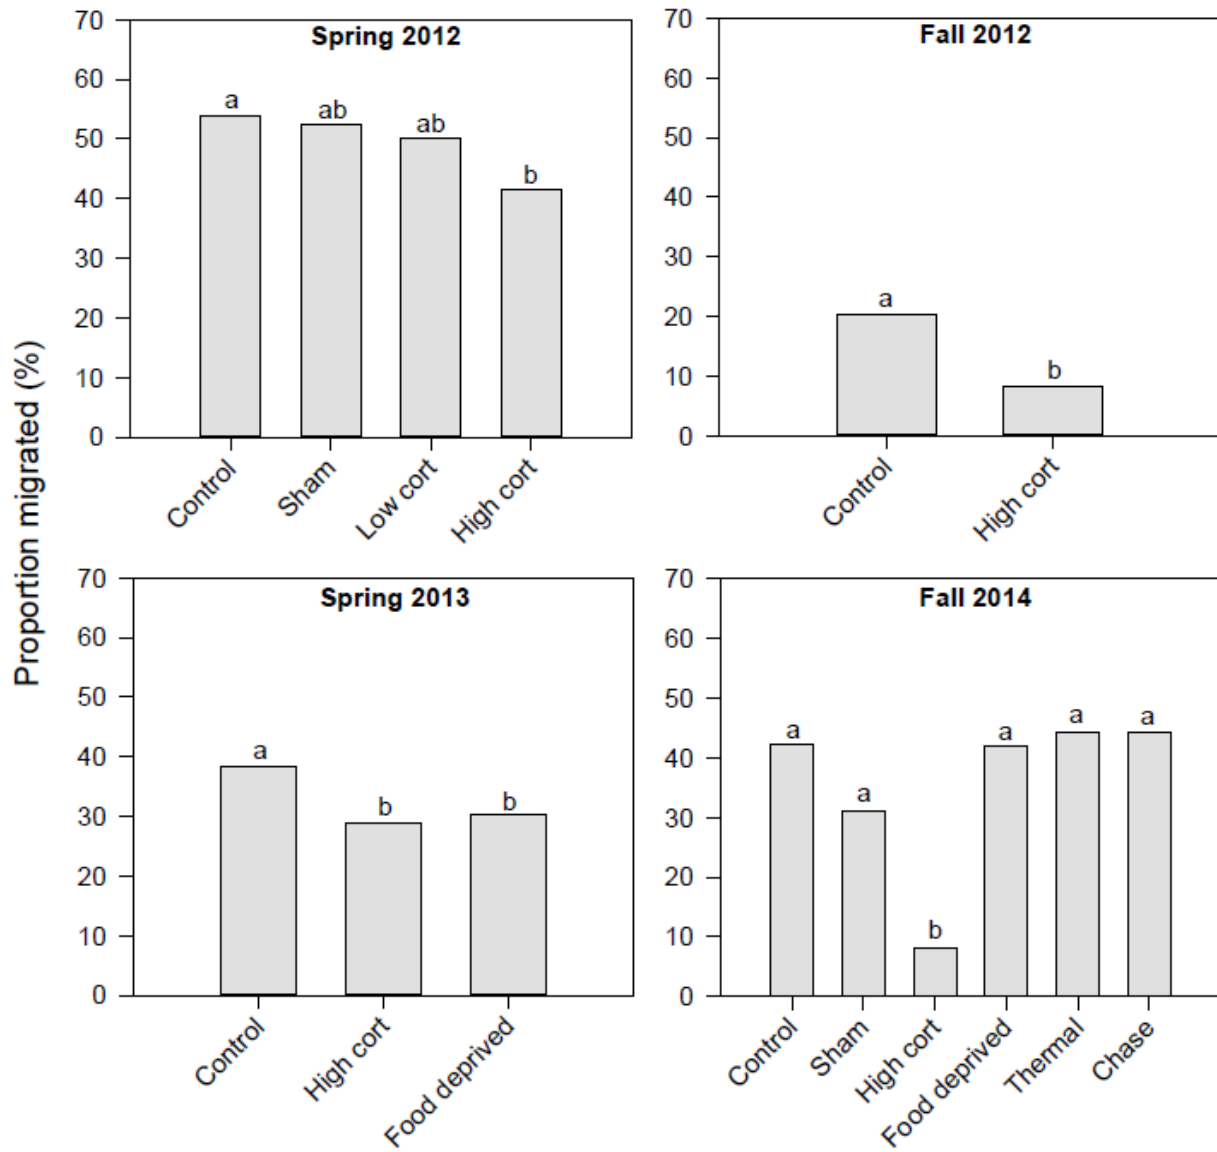 Proportion migrated (%)
Spring 2012
70
60
50
40
30
20
10
0
a
ab
ab
b
Control
Sham
Low cort
High cort
Fall 2012
70
60
50
40
30
20
10
0
a
b
Control
High cort
Spring 2013
70
60
50
40
30
20
10
0
a
b
b
Control
High cort
Food deprived
Fall 2014
70
60
50
40
30
20
10
0
a
a
b
a
a
a
Control
Sham
High cort
Food deprived
Thermal
Chase